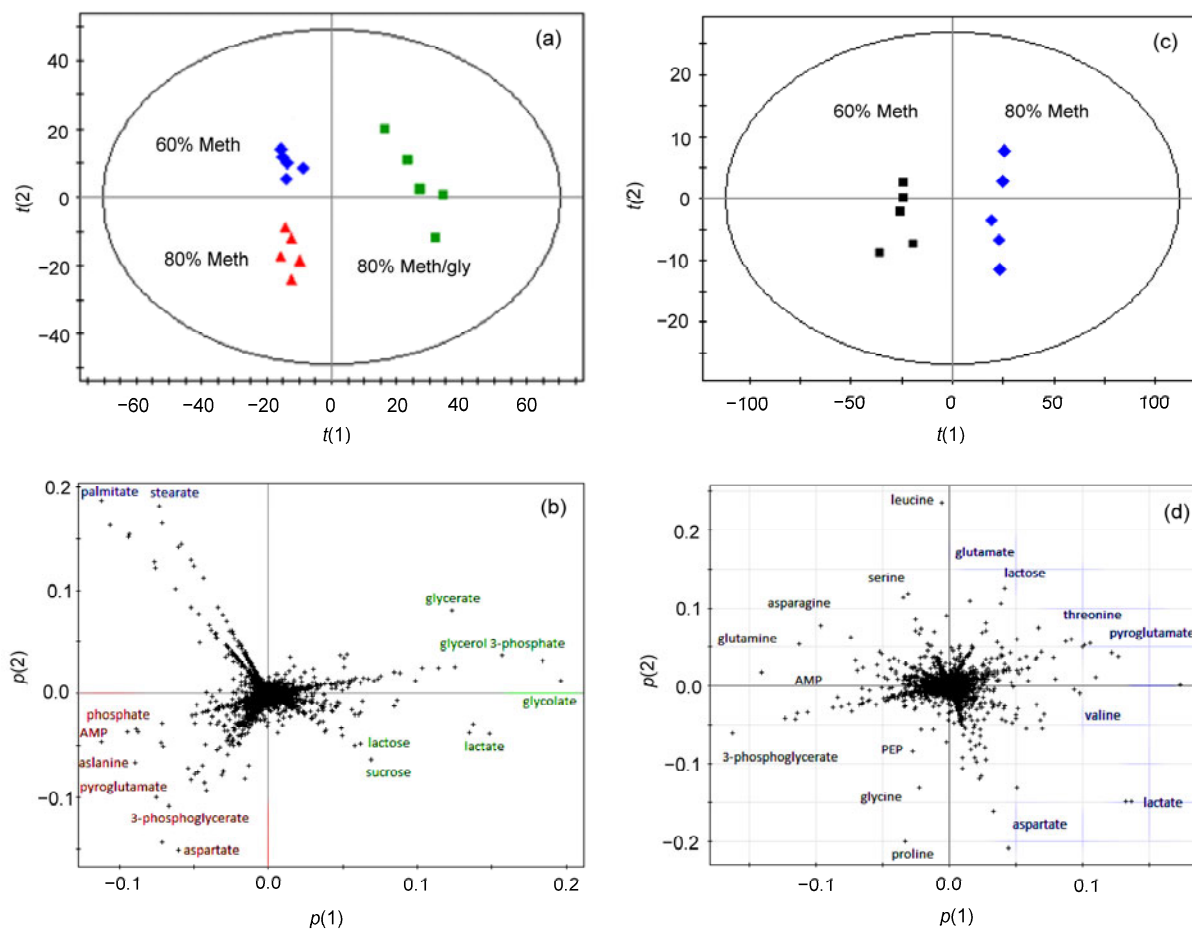 (a)
40
20
0
−20
−40
t(2)
60% Meth
80% Meth
80% Meth/gly
−60
−40
−20
0
20
40
60
t(1)
(c)
20
10
0
−10
−20
t(2)
60% Meth
80% Meth
−100
−50
0
50
100
t(1)
(b)
0.2
0.1
0.0
−0.1
p(2)
palmitate
stearate
glycerate
glycerol 3-phosphate
glycolate
phosphate
AMP
aslanine
pyroglutamate
3-phosphoglycerate
aspartate
lactose
lactate
sucrose
−0.1
0.0
0.1
0.2
p(1)
(d)
0.2
0.1
0.0
−0.1
−0.2
p(2)
leucine
glutamate
lactose
serine
asparagine
threonine
glutamine
pyroglutamate
AMP
valine
PEP
3-phosphoglycerate
glycine
lactate
aspartate
proline
−0.1
0.0
0.1
p(1)